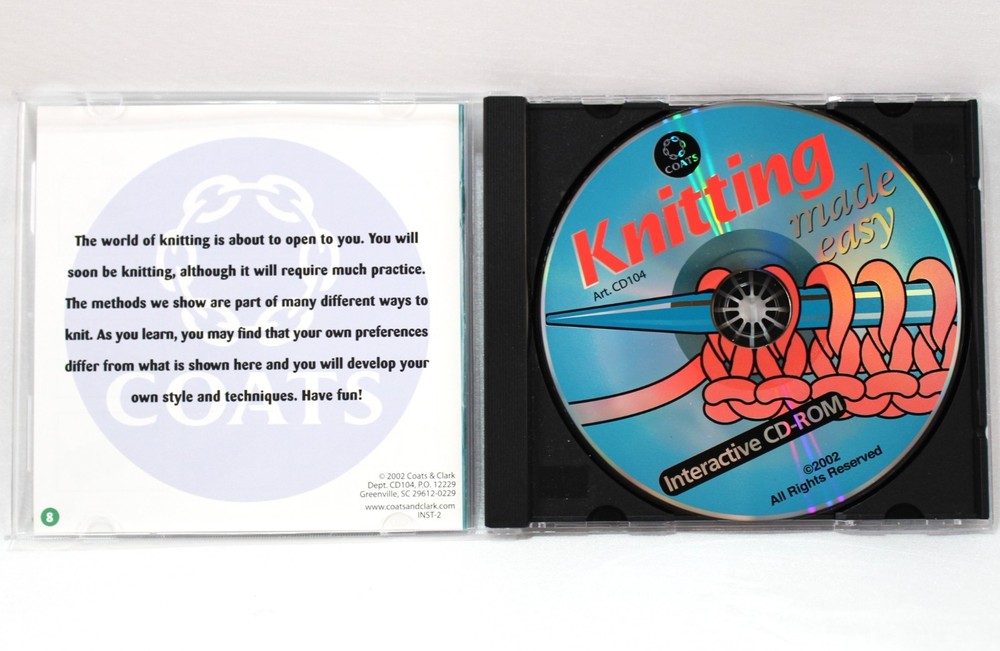 The world of knitting is about to open to you. You will
soon be knitting, although it will require much practice.
The methods we show are part of many different ways to
knit. As you learn, you may find that your own preferences
differ from what is shown here and you will develop your
own style and techniques. Have fun!
COATS
© 2002 Coats & Clark
Dept. CD104, P.O. 12229
Greenville, SC 29612-0229
www.coatsandclark.com
INST-2
8
COATS
Knitting
made
easy
Art. CD104
Interactive CD-ROM
©2002
All Rights Reserved